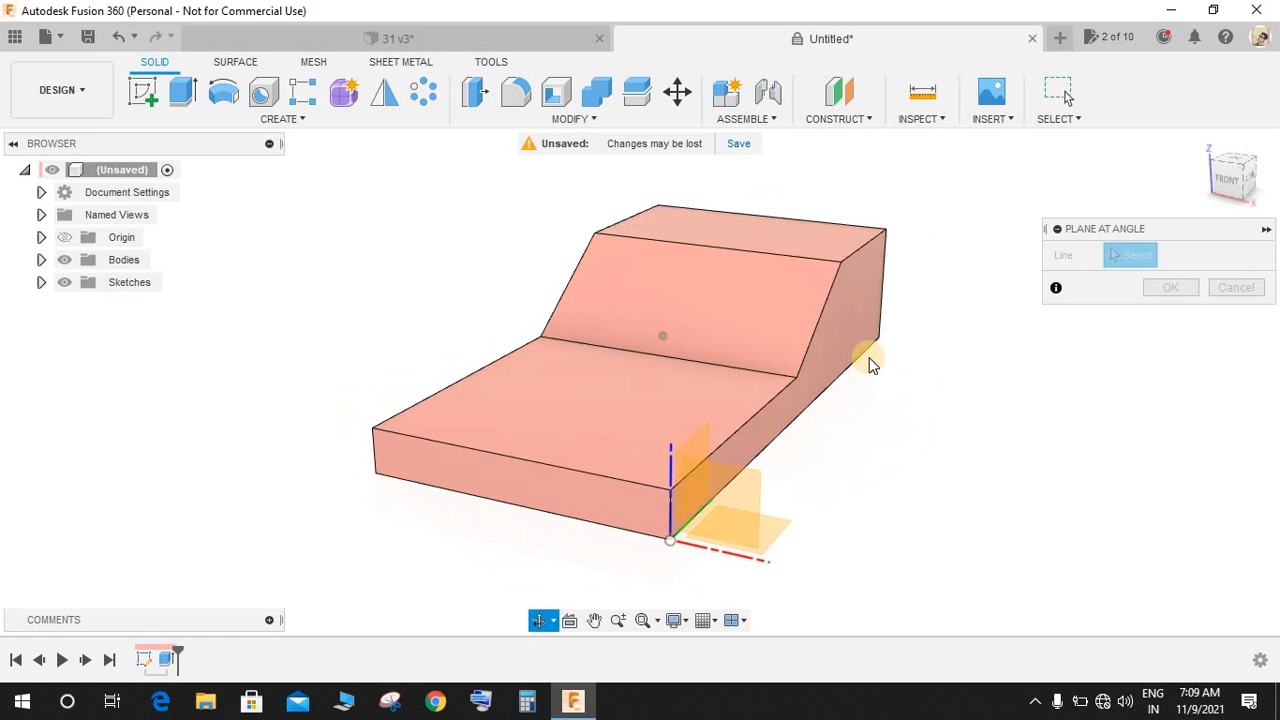 Autodesk Fusion 360 (Personal - Not for Commercial Use)
31 v3*
Untitled*
2 of 10
SOLID SURFACE MESH SHEET METAL TOOLS
DESIGN
CREATE MODIFY ASSEMBLE CONSTRUCT INSPECT INSERT SELECT
BROWSER
Unsaved: Changes may be lost Save
(Unsaved)
Document Settings
Named Views
Origin
Bodies
Sketches
Z
FRONT
X
PLANE AT ANGLE
Line Select
OK Cancel
COMMENTS
ENG
IN
7:09 AM
11/9/2021